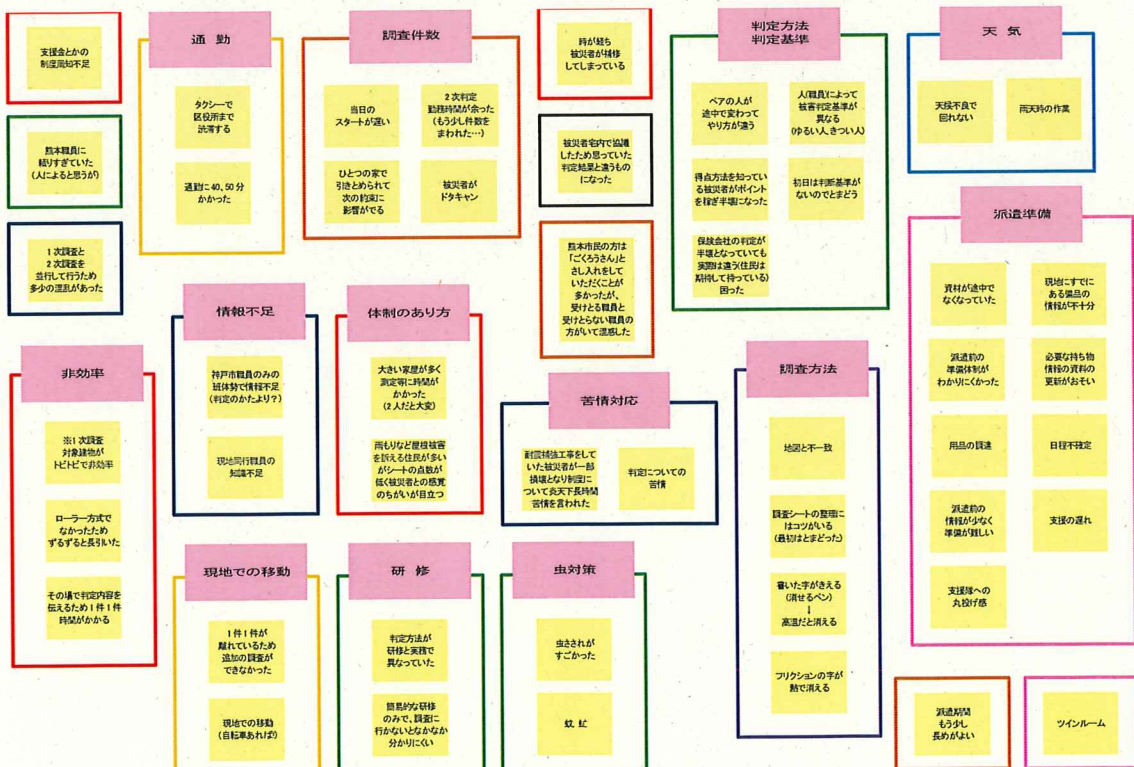 支援金とかの
制度周知不足
熊本職員に
頼りすぎていた
(人によると思うが)
1次調査と
2次調査を
並行して行うため
多少の混乱があった
通勤
タクシーで
区役所まで
渋滞する
通勤に40、50分
かかった
調査件数
当日の
スタートが遅い
2次判定
勤務時間が余った
(もう少し件数を
まわれた…)
ひとつの家で
引きとめられて
次の約束に
影響がでる
被災者が
ドタキャン
時が経ち
被災者が補修
してしまっている
被災者宅内で協議
したため思っていた
判定結果と違うもの
になった
熊本市民の方は
「ごくろうさん」と
さし入れをして
いただくことが
多かったが、
受けとる職員と
受けとらない職員の
方がいて混惑した
判定方法
判定基準
ペアの人が
途中で変わって
やり方が違う
人(職員)によって
被害判定基準が
異なる
(ゆるい人、きつい人)
得点方法を知っている
被災者がポイント
を稼ぎ半壊になった
初日は判断基準が
ないのでとまどう
保険会社の判定が
半壊となっていても
実際は違う(住民は
期待して持っている)
困った
天気
天候不良で
回れない
雨天時の作業
派遣準備
資材が途中で
なくなっていた
現地にすでに
ある備品の
情報が不十分
派遣前の
準備体制が
わかりにくかった
必要な持ち物
情報の資料の
更新がおそい
用品の調達
日程不確定
派遣前の
情報が少なく
準備が難しい
支援の遅れ
支援隊への
丸投げ感
非効率
※1次調査
対象建物が
トビトビで非効率
ローラー方式で
なかったため
ずるずると長引いた
その場で判定内容を
伝えるため1件1件
時間がかかる
情報不足
神戸市職員のみの
班体勢で情報不足
(判定のかたより?)
現地同行職員の
知識不足
体制のあり方
大きい家屋が多く
測定等に時間が
かかった
(2人だと大変)
雨もりなど屋根被害
を訴える住民が多い
がシートの点数が
低く被災者との感覚
のちがいが目立つ
苦情対応
耐震補強工事をして
いた被災者が一部
損壊となり制度に
ついて炎天下長時間
苦情を言われた
判定についての
苦情
調査方法
地図と不一致
調査シートの整理に
はコツがいる
(最初はとまどった)
書いた字がきえる
(消せるペン)
↓
高温だと消える
フリクションの字が
熱で消える
現地での移動
1件1件が
離れているため
追加の調査が
できなかった
現地での移動
(自転車あれば!)
研修
判定方法が
研修と実務で
異なっていた
簡易的な研修
のみで、調査に
行かないとなかなか
分かりにくい
虫対策
虫さされが
すごかった
蚊 虻
派遣期間
もう少し
長めがよい
ツインルーム